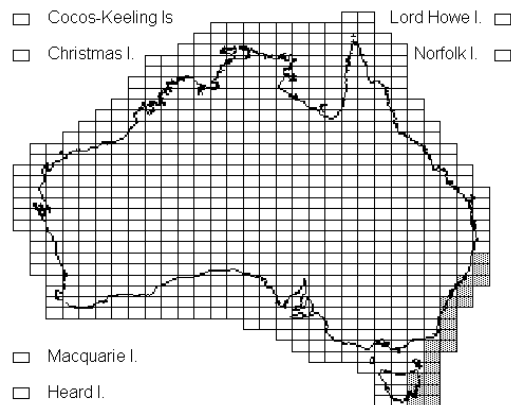 Cocos-Keeling Is
Lord Howe I.
Christmas I.
Norfolk I.
Macquarie I.
Heard I.